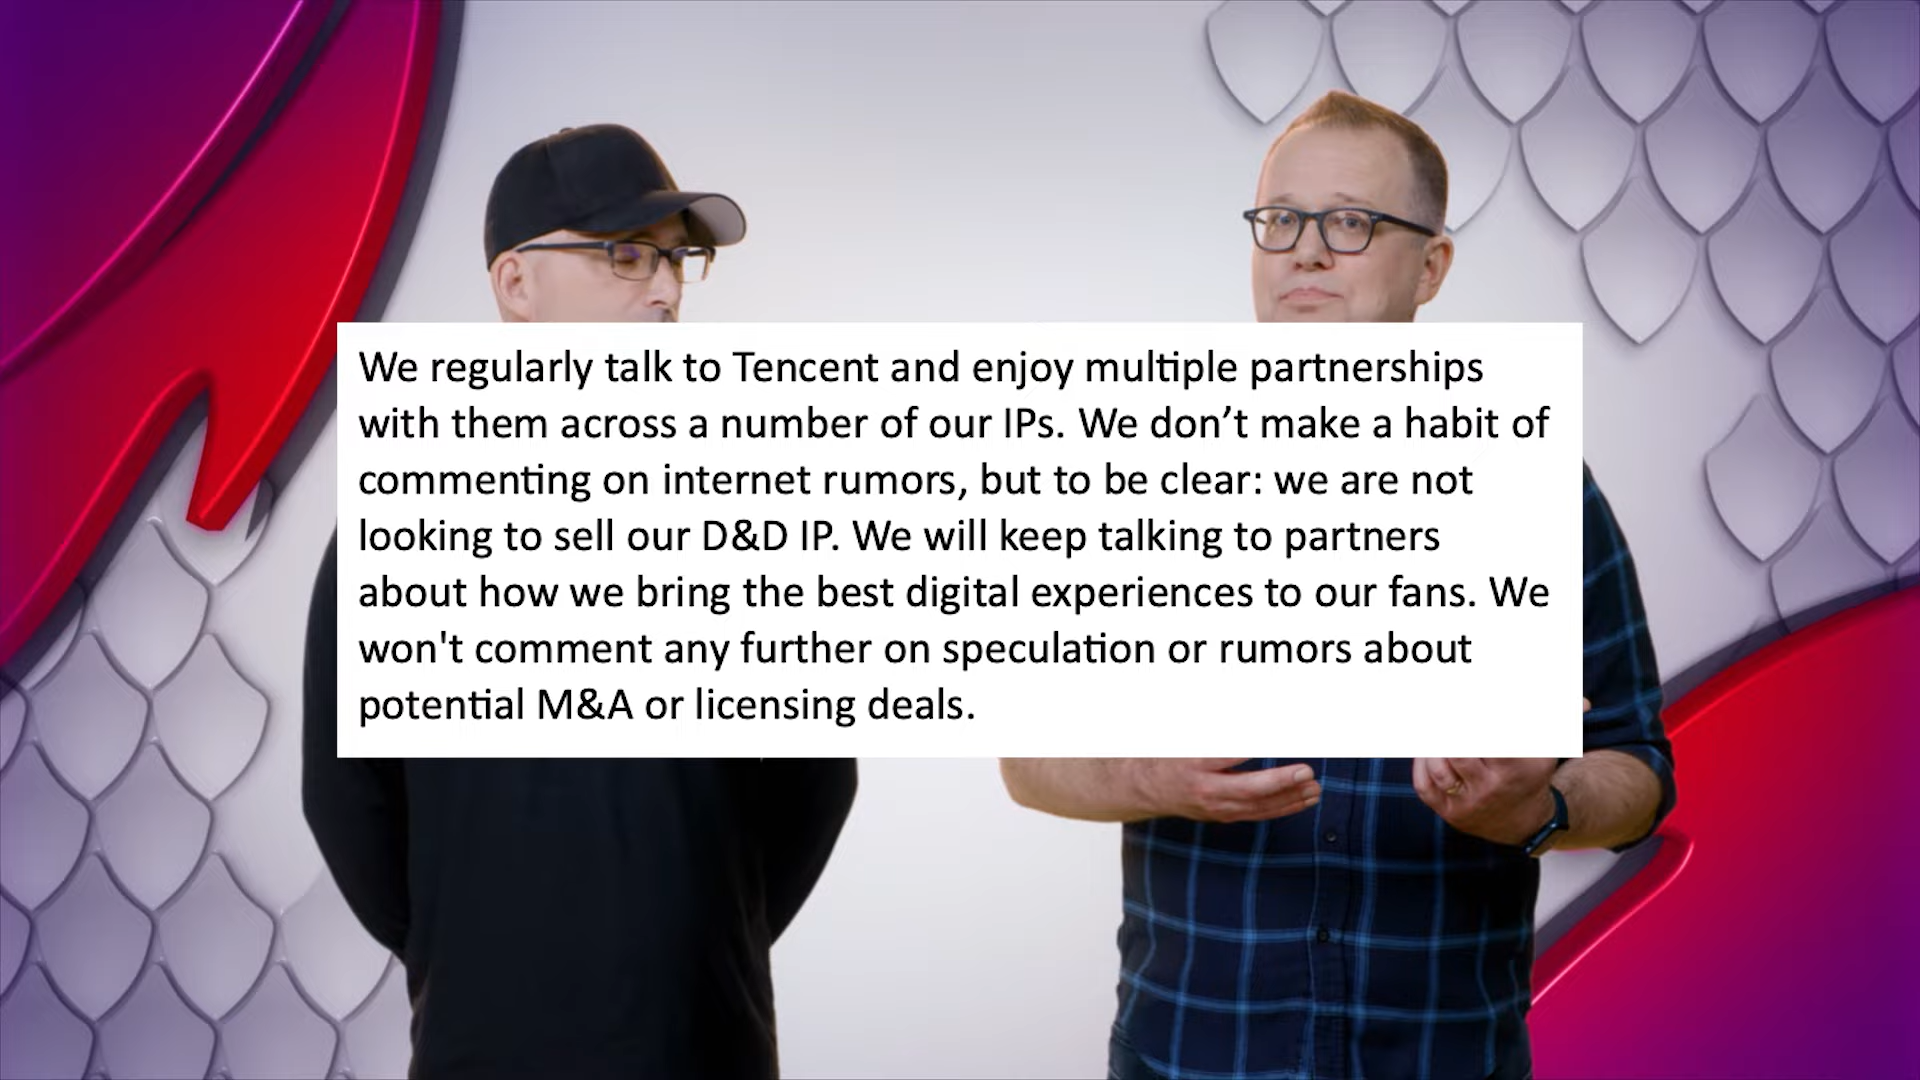 We regularly talk to Tencent and enjoy multiple partnerships
with them across a number of our IPs. We don’t make a habit of
commenting on internet rumors, but to be clear: we are not
looking to sell our D&D IP. We will keep talking to partners
about how we bring the best digital experiences to our fans. We
won't comment any further on speculation or rumors about
potential M&A or licensing deals.